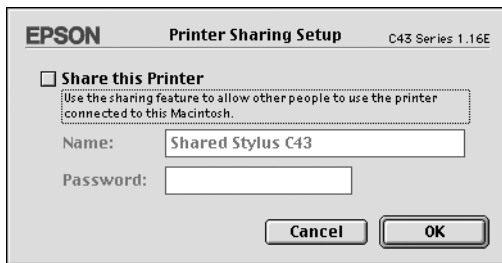 EPSON Printer Sharing Setup C43 Series 1.16E
Share this Printer
Use the sharing feature to allow other people to use the printer
connected to this Macintosh.
Name: Shared Stylus C43
Password:
Cancel OK